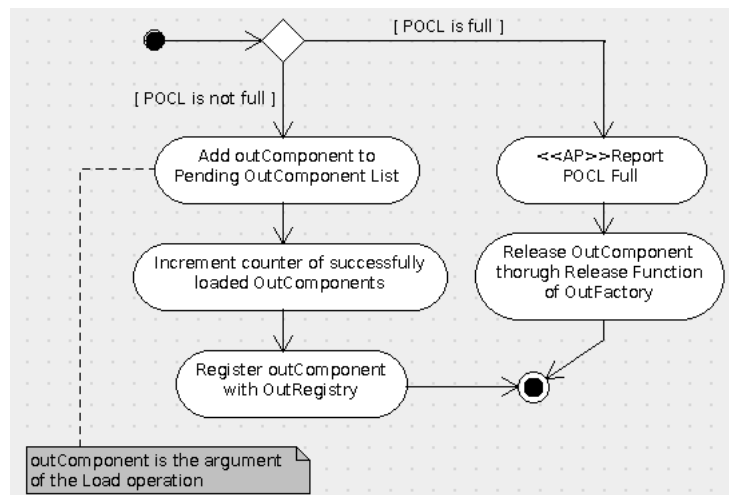 [ POCL is full ]
[ POCL is not full ]
Add outComponent to
Pending OutComponent List
<<AP>>Report
POCL Full
Increment counter of successfully
loaded OutComponents
Release OutComponent
thorugh Release Function
of OutFactory
Register outComponent
with OutRegistry
outComponent is the argument
of the Load operation